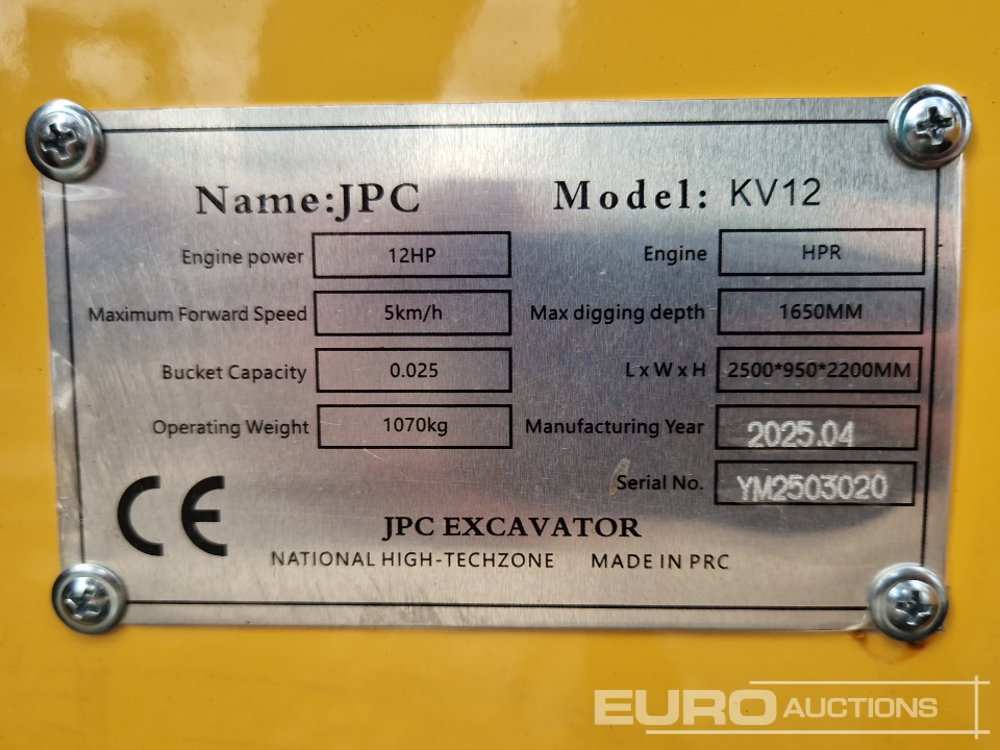 Name:JPC Model: KV12
Engine power 12HP Engine HPR
Maximum Forward Speed 5km/h Max digging depth 1650MM
Bucket Capacity 0.025 L x W x H 2500*950*2200MM
Operating Weight 1070kg Manufacturing Year 2025.04
Serial No. YM2503020
CE
JPC EXCAVATOR
NATIONAL HIGH-TECHZONE MADE IN PRC
EURO AUCTIONS